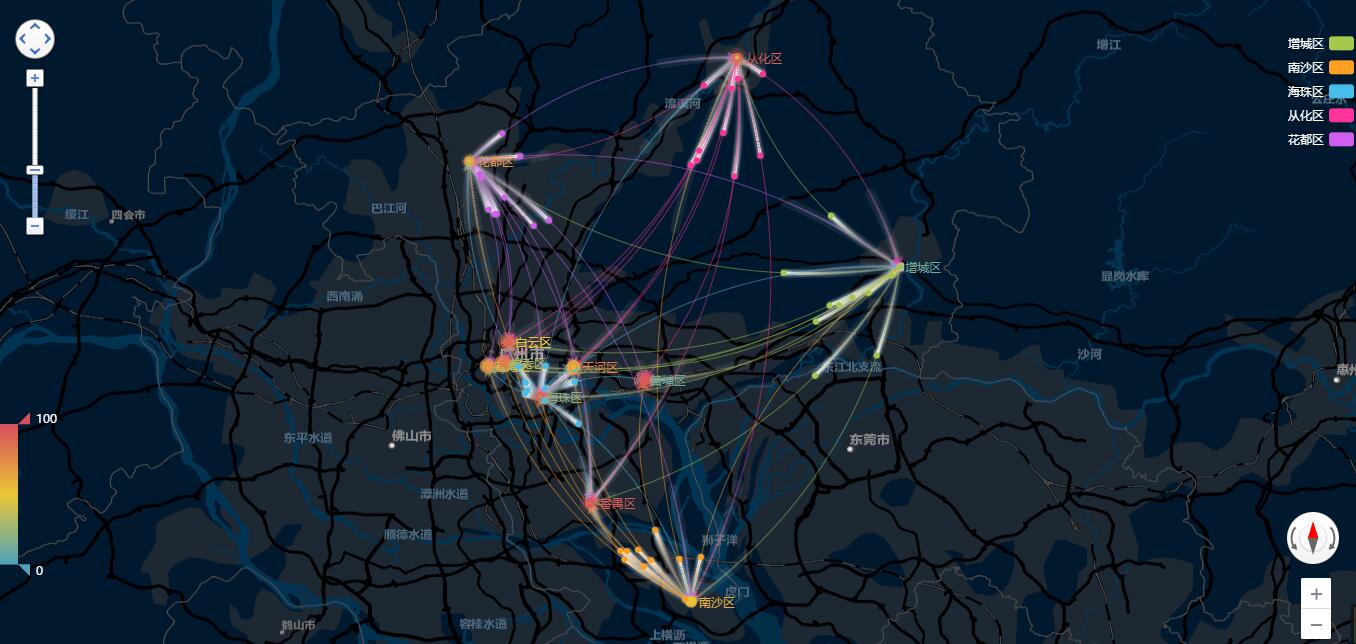 增江
增城区
南沙区
海珠区
从化区
花都区
从化区
流溪河
花都区
巴江河
绥江
四会市
增城区
显岗水库
西南涌
白云区
天河区
黄埔区
海珠区
东江北支流
沙河
惠州
100
0
东平水道
佛山市
东莞市
潭洲水道
番禺区
顺德水道
狮子洋
虎门
南沙区
鹤山市
容桂水道
上横沥